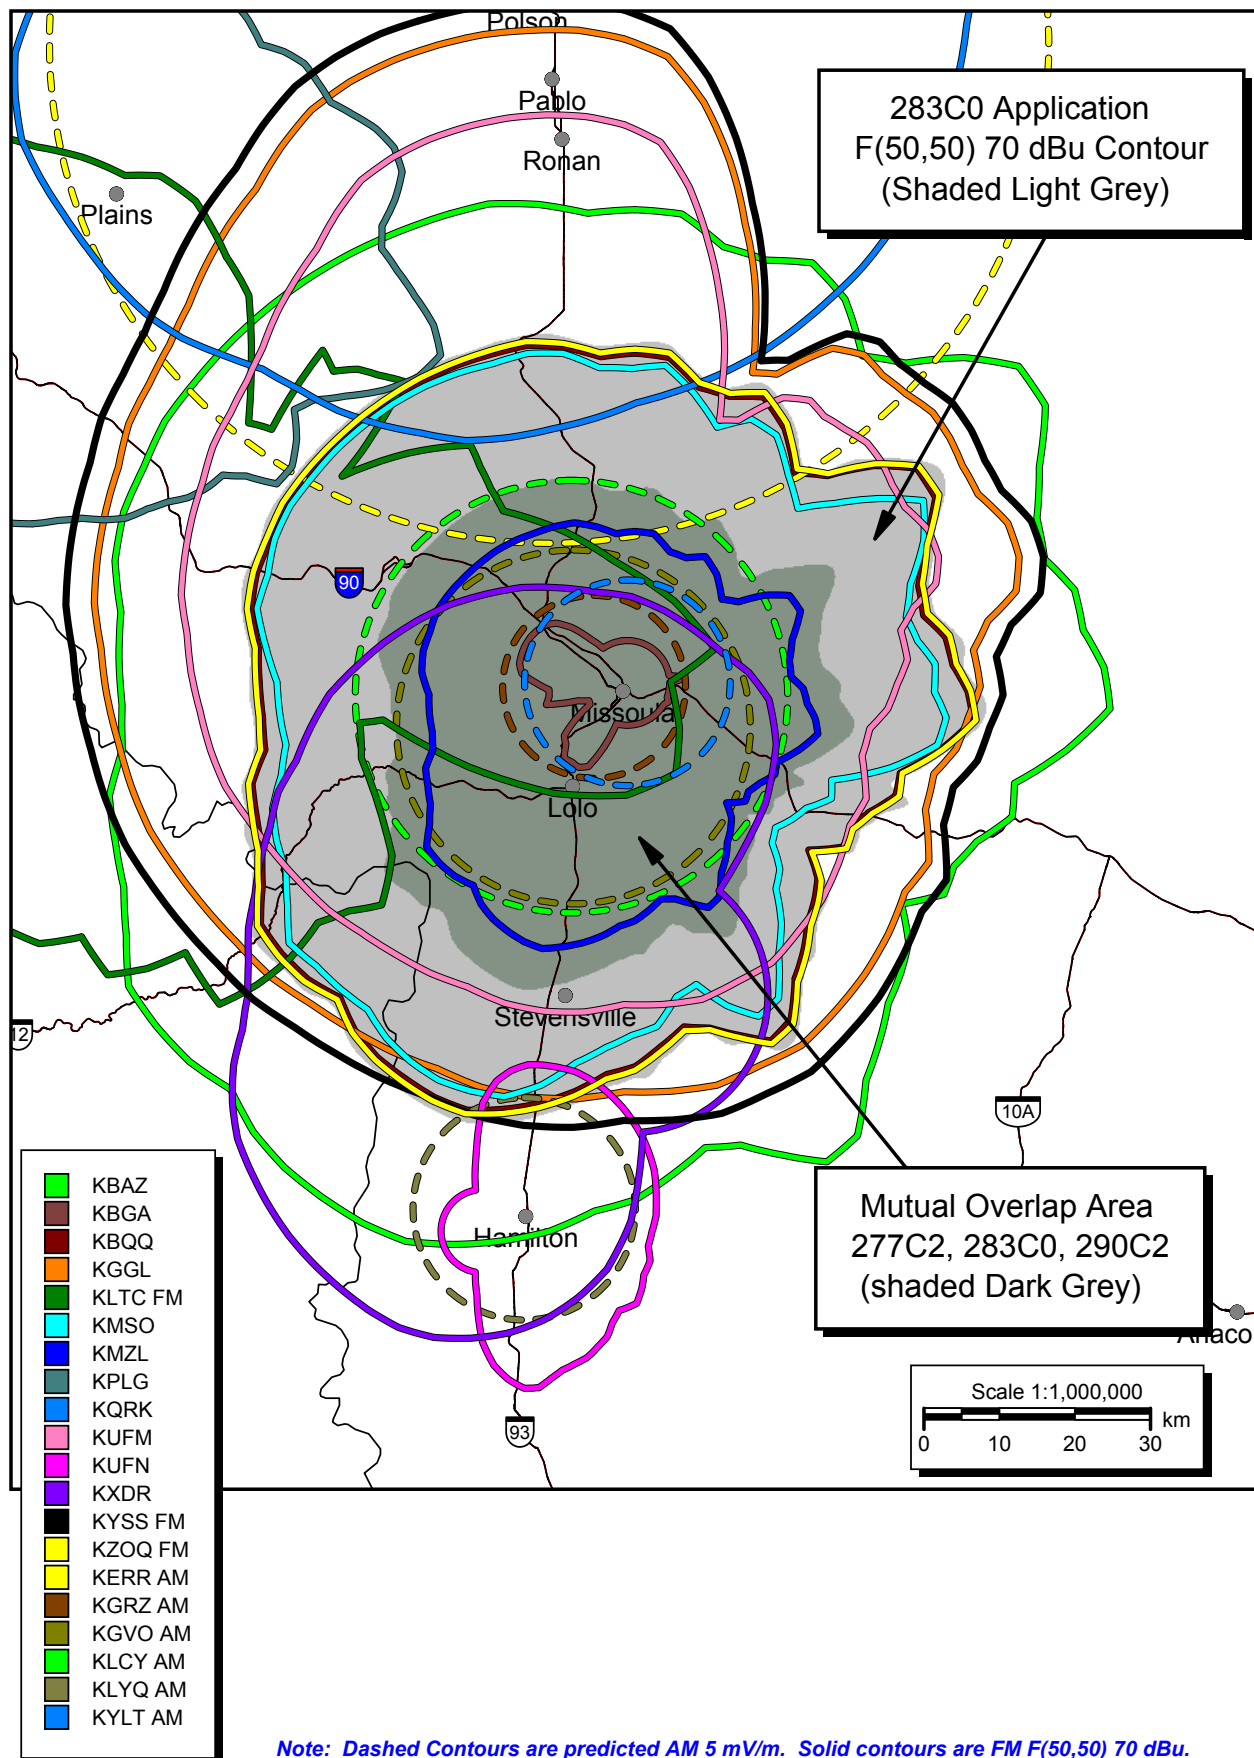 Polson
Pablo
Ronan
Plains
283C0 Application
F(50,50) 70 dBu Contour
(Shaded Light Grey)
90
Missoula
Lolo
Stevensville
12
10A
Hamilton
93
Mutual Overlap Area
277C2, 283C0, 290C2
(shaded Dark Grey)
Anaco
Scale 1:1,000,000
km
0 10 20 30
KBAZ
KBGA
KBQQ
KGGL
KLTC FM
KMSO
KMZL
KPLG
KQRK
KUFM
KUFN
KXDR
KYSS FM
KZOQ FM
KERR AM
KGRZ AM
KGVO AM
KLCY AM
KLYQ AM
KYLT AM
Note: Dashed Contours are predicted AM 5 mV/m. Solid contours are FM F(50,50) 70 dBu.